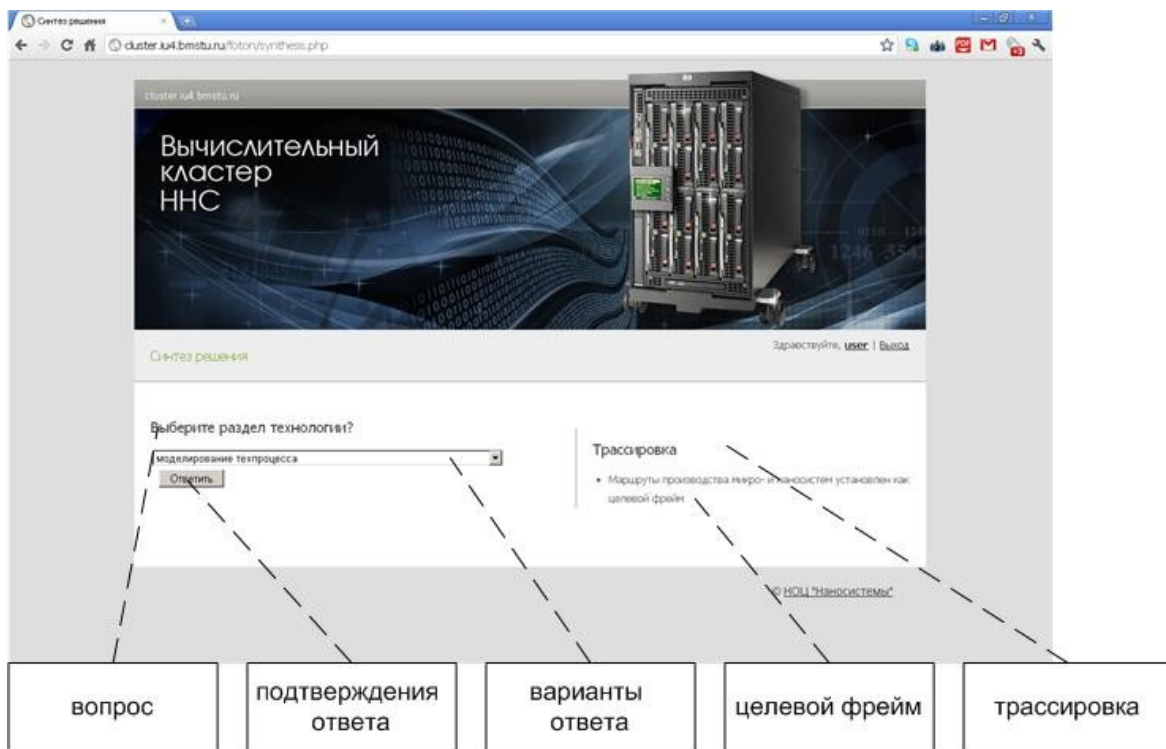 Синтез решения
cluster.iu4.bmstu.ru/foton/synthesis.php
cluster.iu4.bmstu.ru
Вычислительный
кластер
ННС
Здравствуйте, user | Выход
Синтез решения
Выберите раздел технологии?
моделирование техпроцесса
Ответить
Трассировка
• Маршруты производства микро- и наносистем установлен как
целевой фрейм
© НОЦ "Наносистемы"
вопрос
подтверждения
ответа
варианты
ответа
целевой фрейм
трассировка